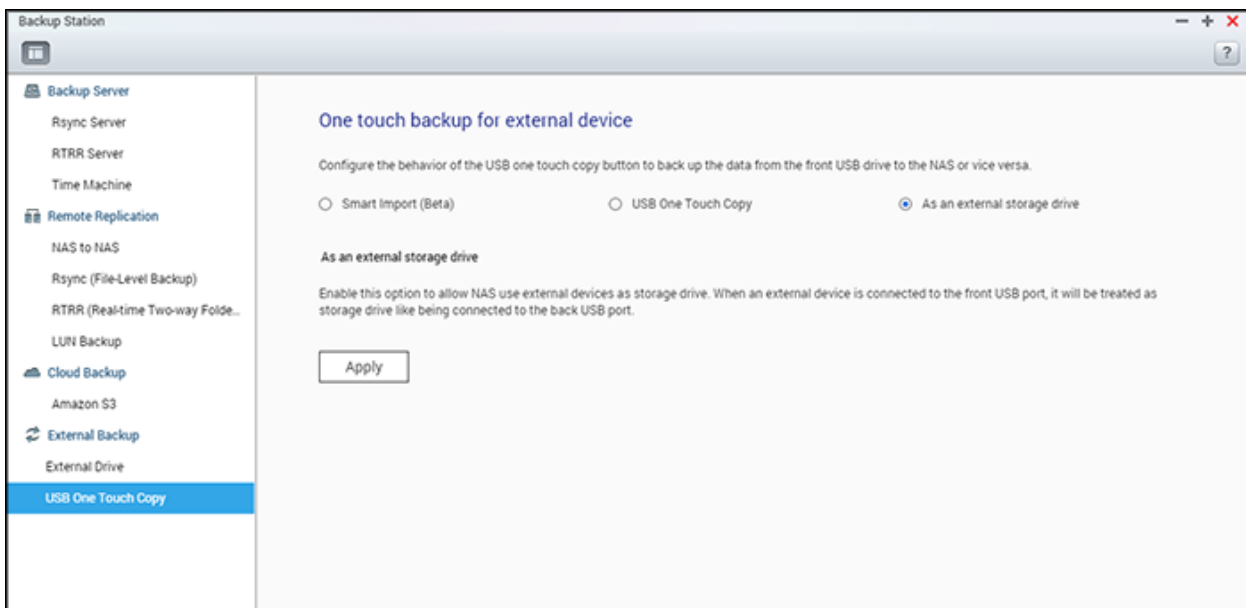 Backup Station
?
Backup Server
Rsync Server
RTRR Server
Time Machine
Remote Replication
NAS to NAS
Rsync (File-Level Backup)
RTRR (Real-time Two-way Folde...
LUN Backup
Cloud Backup
Amazon S3
External Backup
External Drive
USB One Touch Copy
One touch backup for external device
Configure the behavior of the USB one touch copy button to back up the data from the front USB drive to the NAS or vice versa.
Smart Import (Beta)
USB One Touch Copy
As an external storage drive
As an external storage drive
Enable this option to allow NAS use external devices as storage drive. When an external device is connected to the front USB port, it will be treated as
storage drive like being connected to the back USB port.
Apply